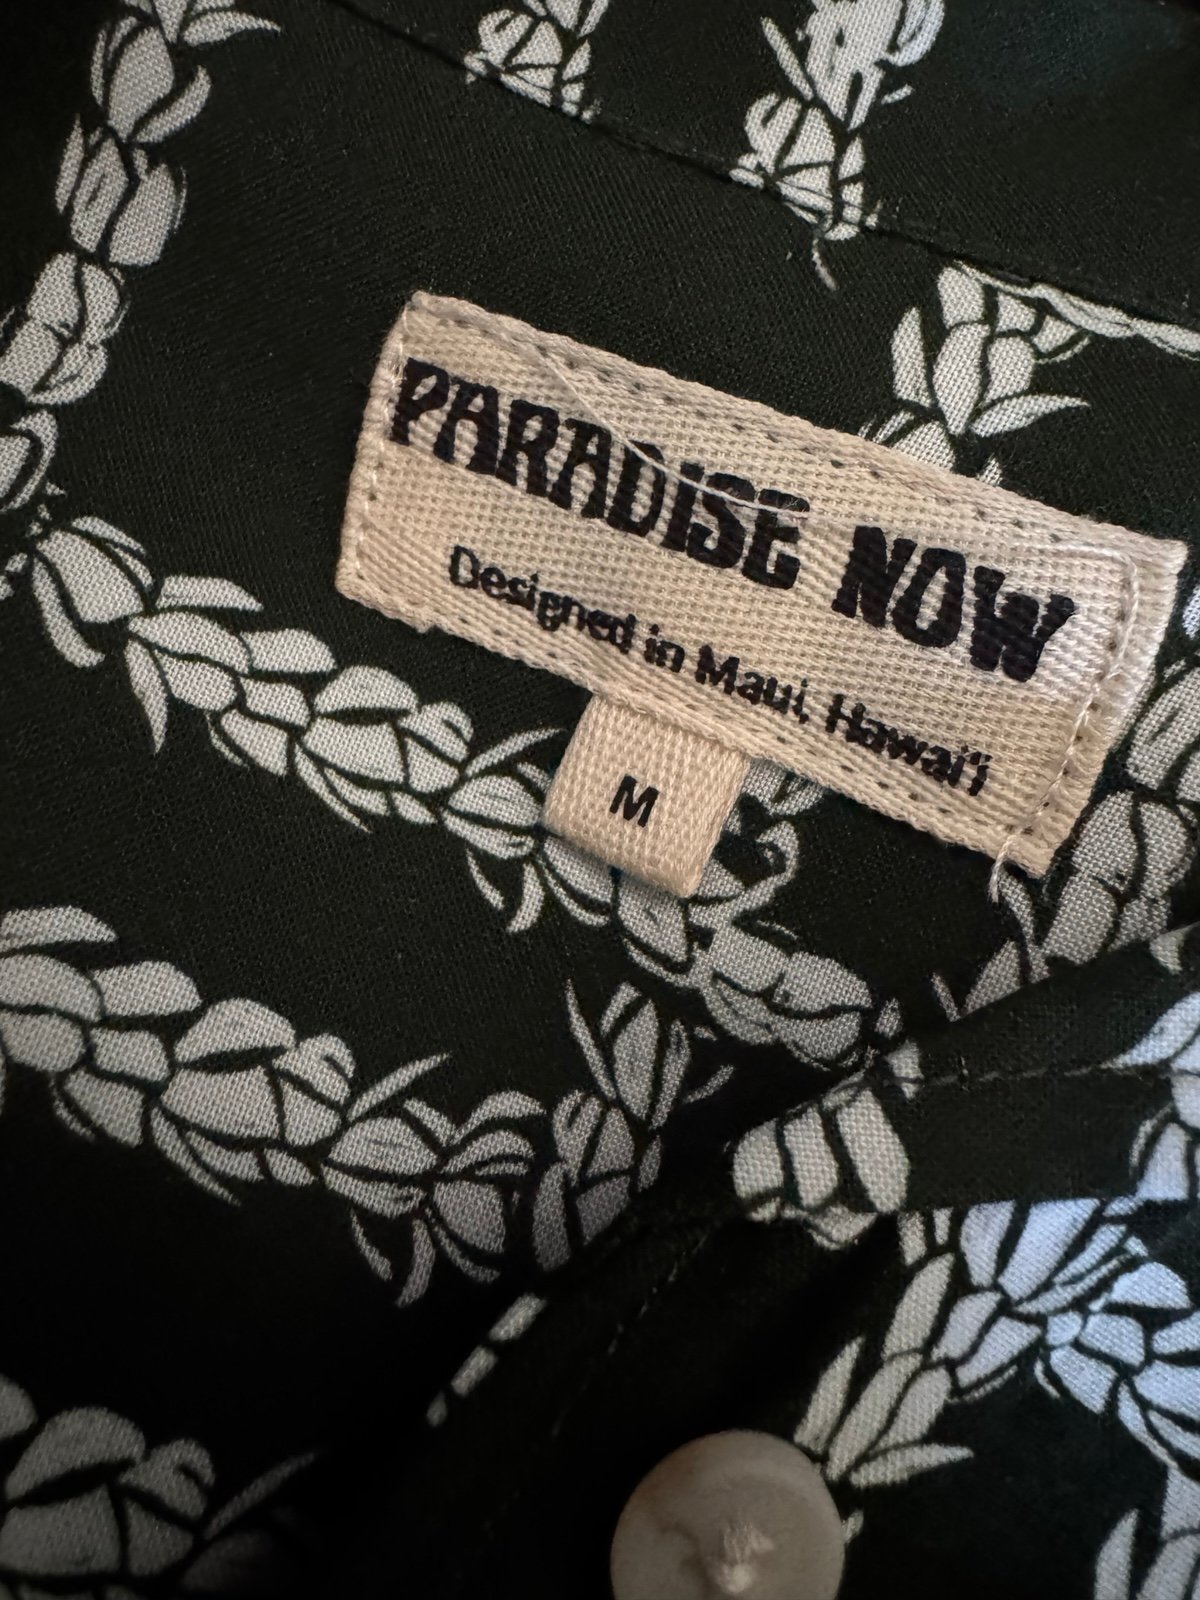 PARADISE NOW
Designed in Maui, Hawai'i
M